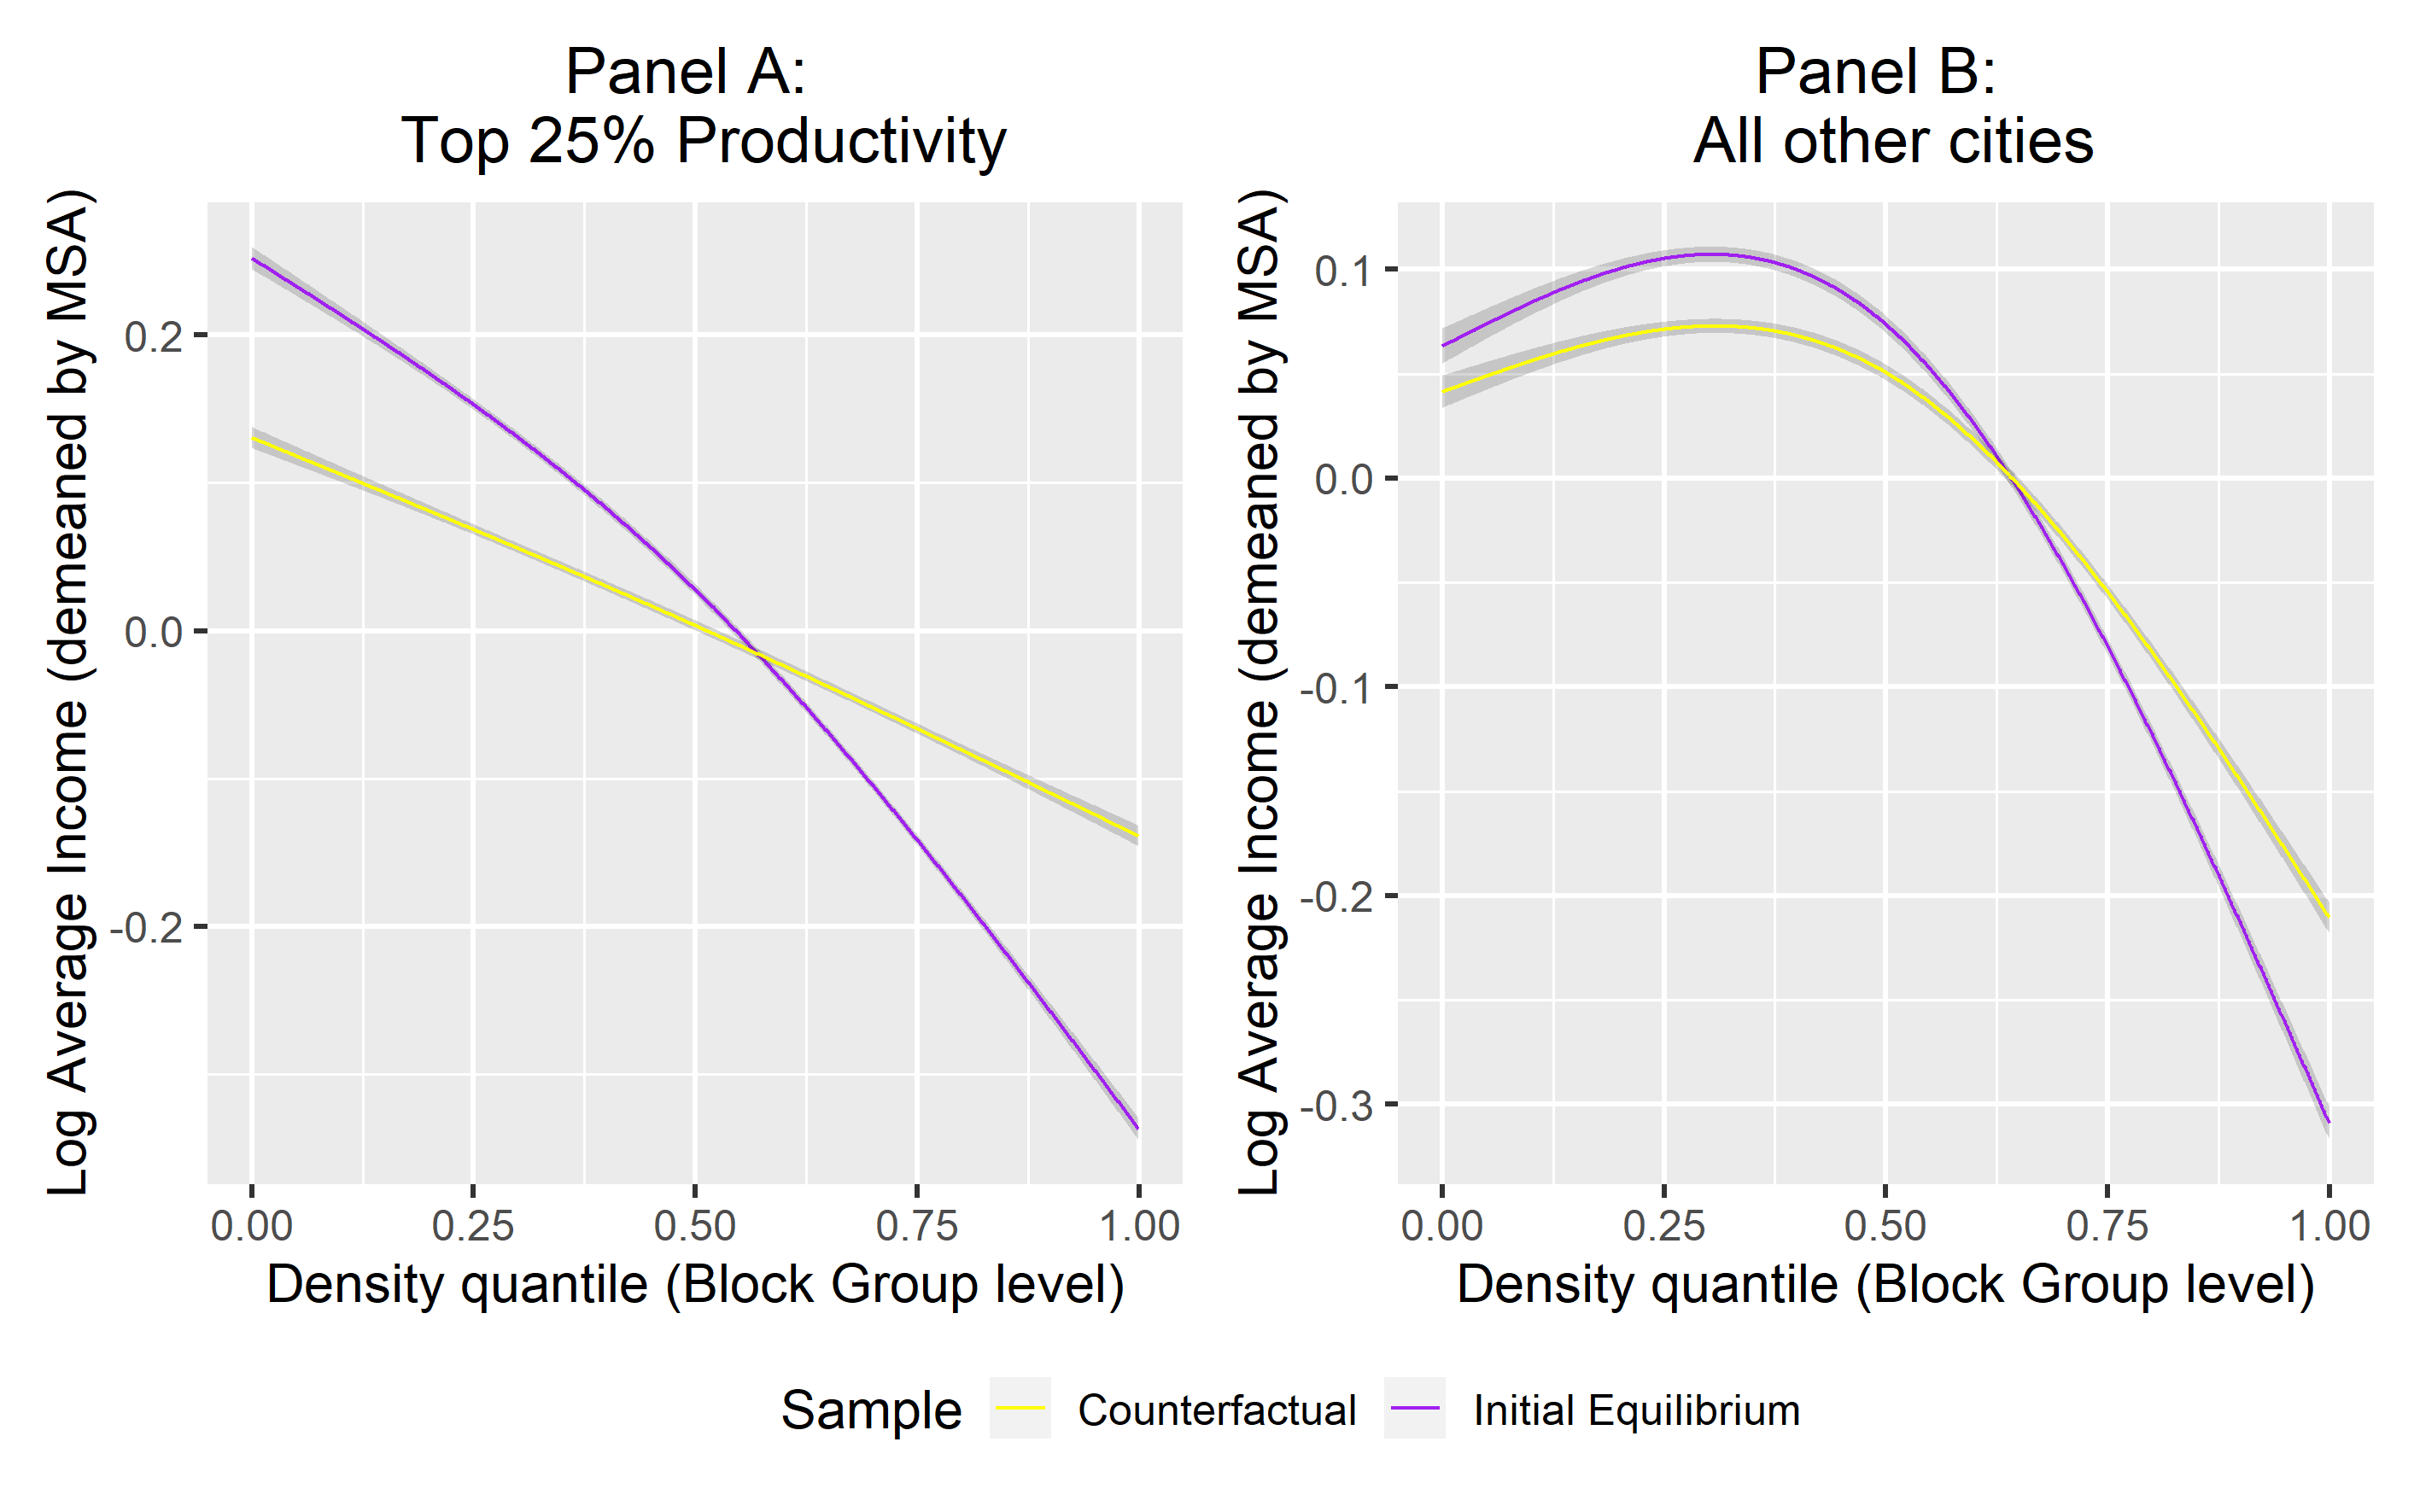 Panel A:
Top 25% Productivity
Log Average Income (demeaned by MSA)
0.2
0.0
-0.2
0.00 0.25 0.50 0.75 1.00
Density quantile (Block Group level)
Panel B:
All other cities
Log Average Income (demeaned by MSA)
0.1
0.0
-0.1
-0.2
-0.3
0.00 0.25 0.50 0.75 1.00
Density quantile (Block Group level)
Sample Counterfactual Initial Equilibrium